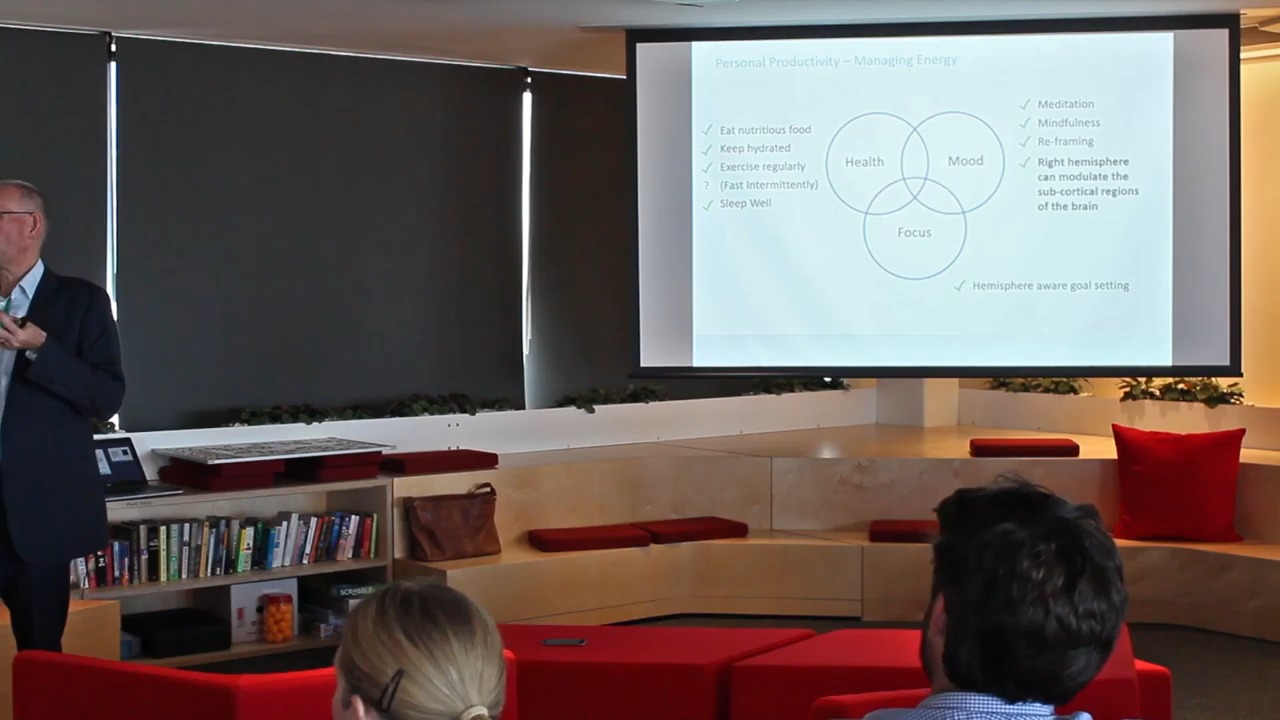 Personal Productivity – Managing Energy
✓ Eat nutritious food
✓ Keep hydrated
✓ Exercise regularly
? (Fast Intermittently)
✓ Sleep Well
Health
Mood
Focus
✓ Meditation
✓ Mindfulness
✓ Re-framing
✓ Right hemisphere
can modulate the
sub-cortical regions
of the brain
✓ Hemisphere aware goal setting
SCRABBLE